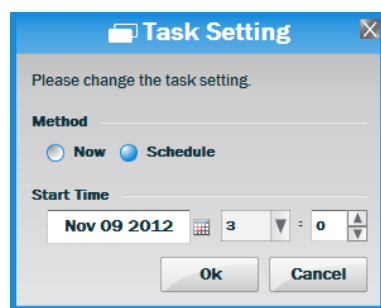 Task Setting
Please change the task setting.
Method
Now Schedule
Start Time
Nov 09 2012 3 : 0
Ok Cancel